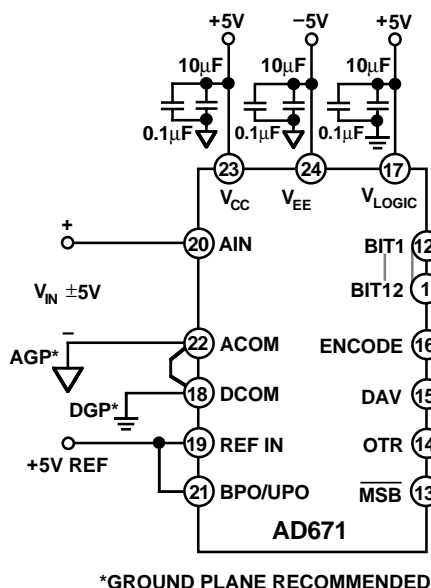 +5V −5V +5V
10μF 10μF 10μF
0.1μF 0.1μF 0.1μF
23 24 17
VCC VEE VLOGIC
+ 20 AIN BIT1 12
VIN ±5V
BIT12 1
− 22 ACOM ENCODE 16
AGP*
18 DCOM DAV 15
DGP*
19 REF IN OTR 14
+5V REF
21 BPO/UPO MSB 13
AD671
*GROUND PLANE RECOMMENDED